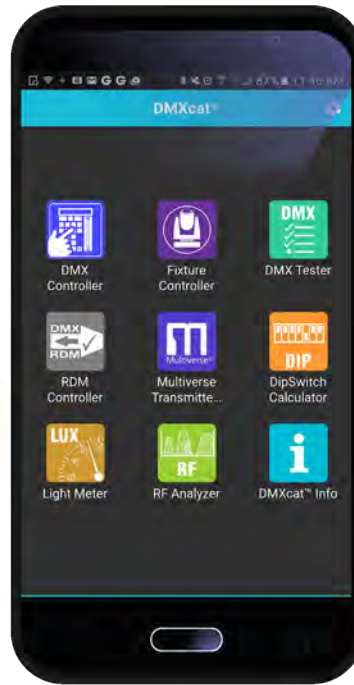 DMXcat™
DMX
DMX
Controller
Fixture
Controller
DMX Tester
DMX
RDM
RDM
Controller
Multiverse®
Multiverse
Transmitte...
DIP
DipSwitch
Calculator
LUX
Light Meter
RF
RF Analyzer
DMXcat™ Info